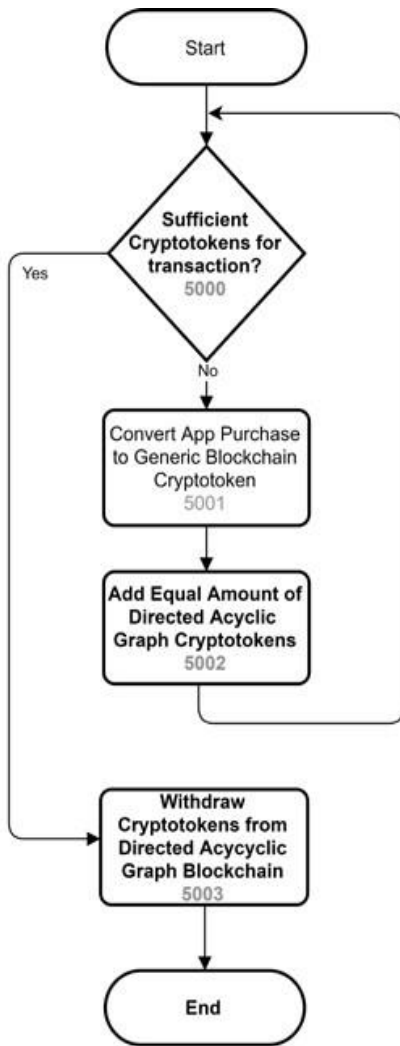 Start
Sufficient
Cryptotokens for
transaction?
5000
Yes
No
Convert App Purchase
to Generic Blockchain
Cryptotoken
5001
Add Equal Amount of
Directed Acyclic
Graph Cryptotokens
5002
Withdraw
Cryptotokens from
Directed Acycyclic
Graph Blockchain
5003
End